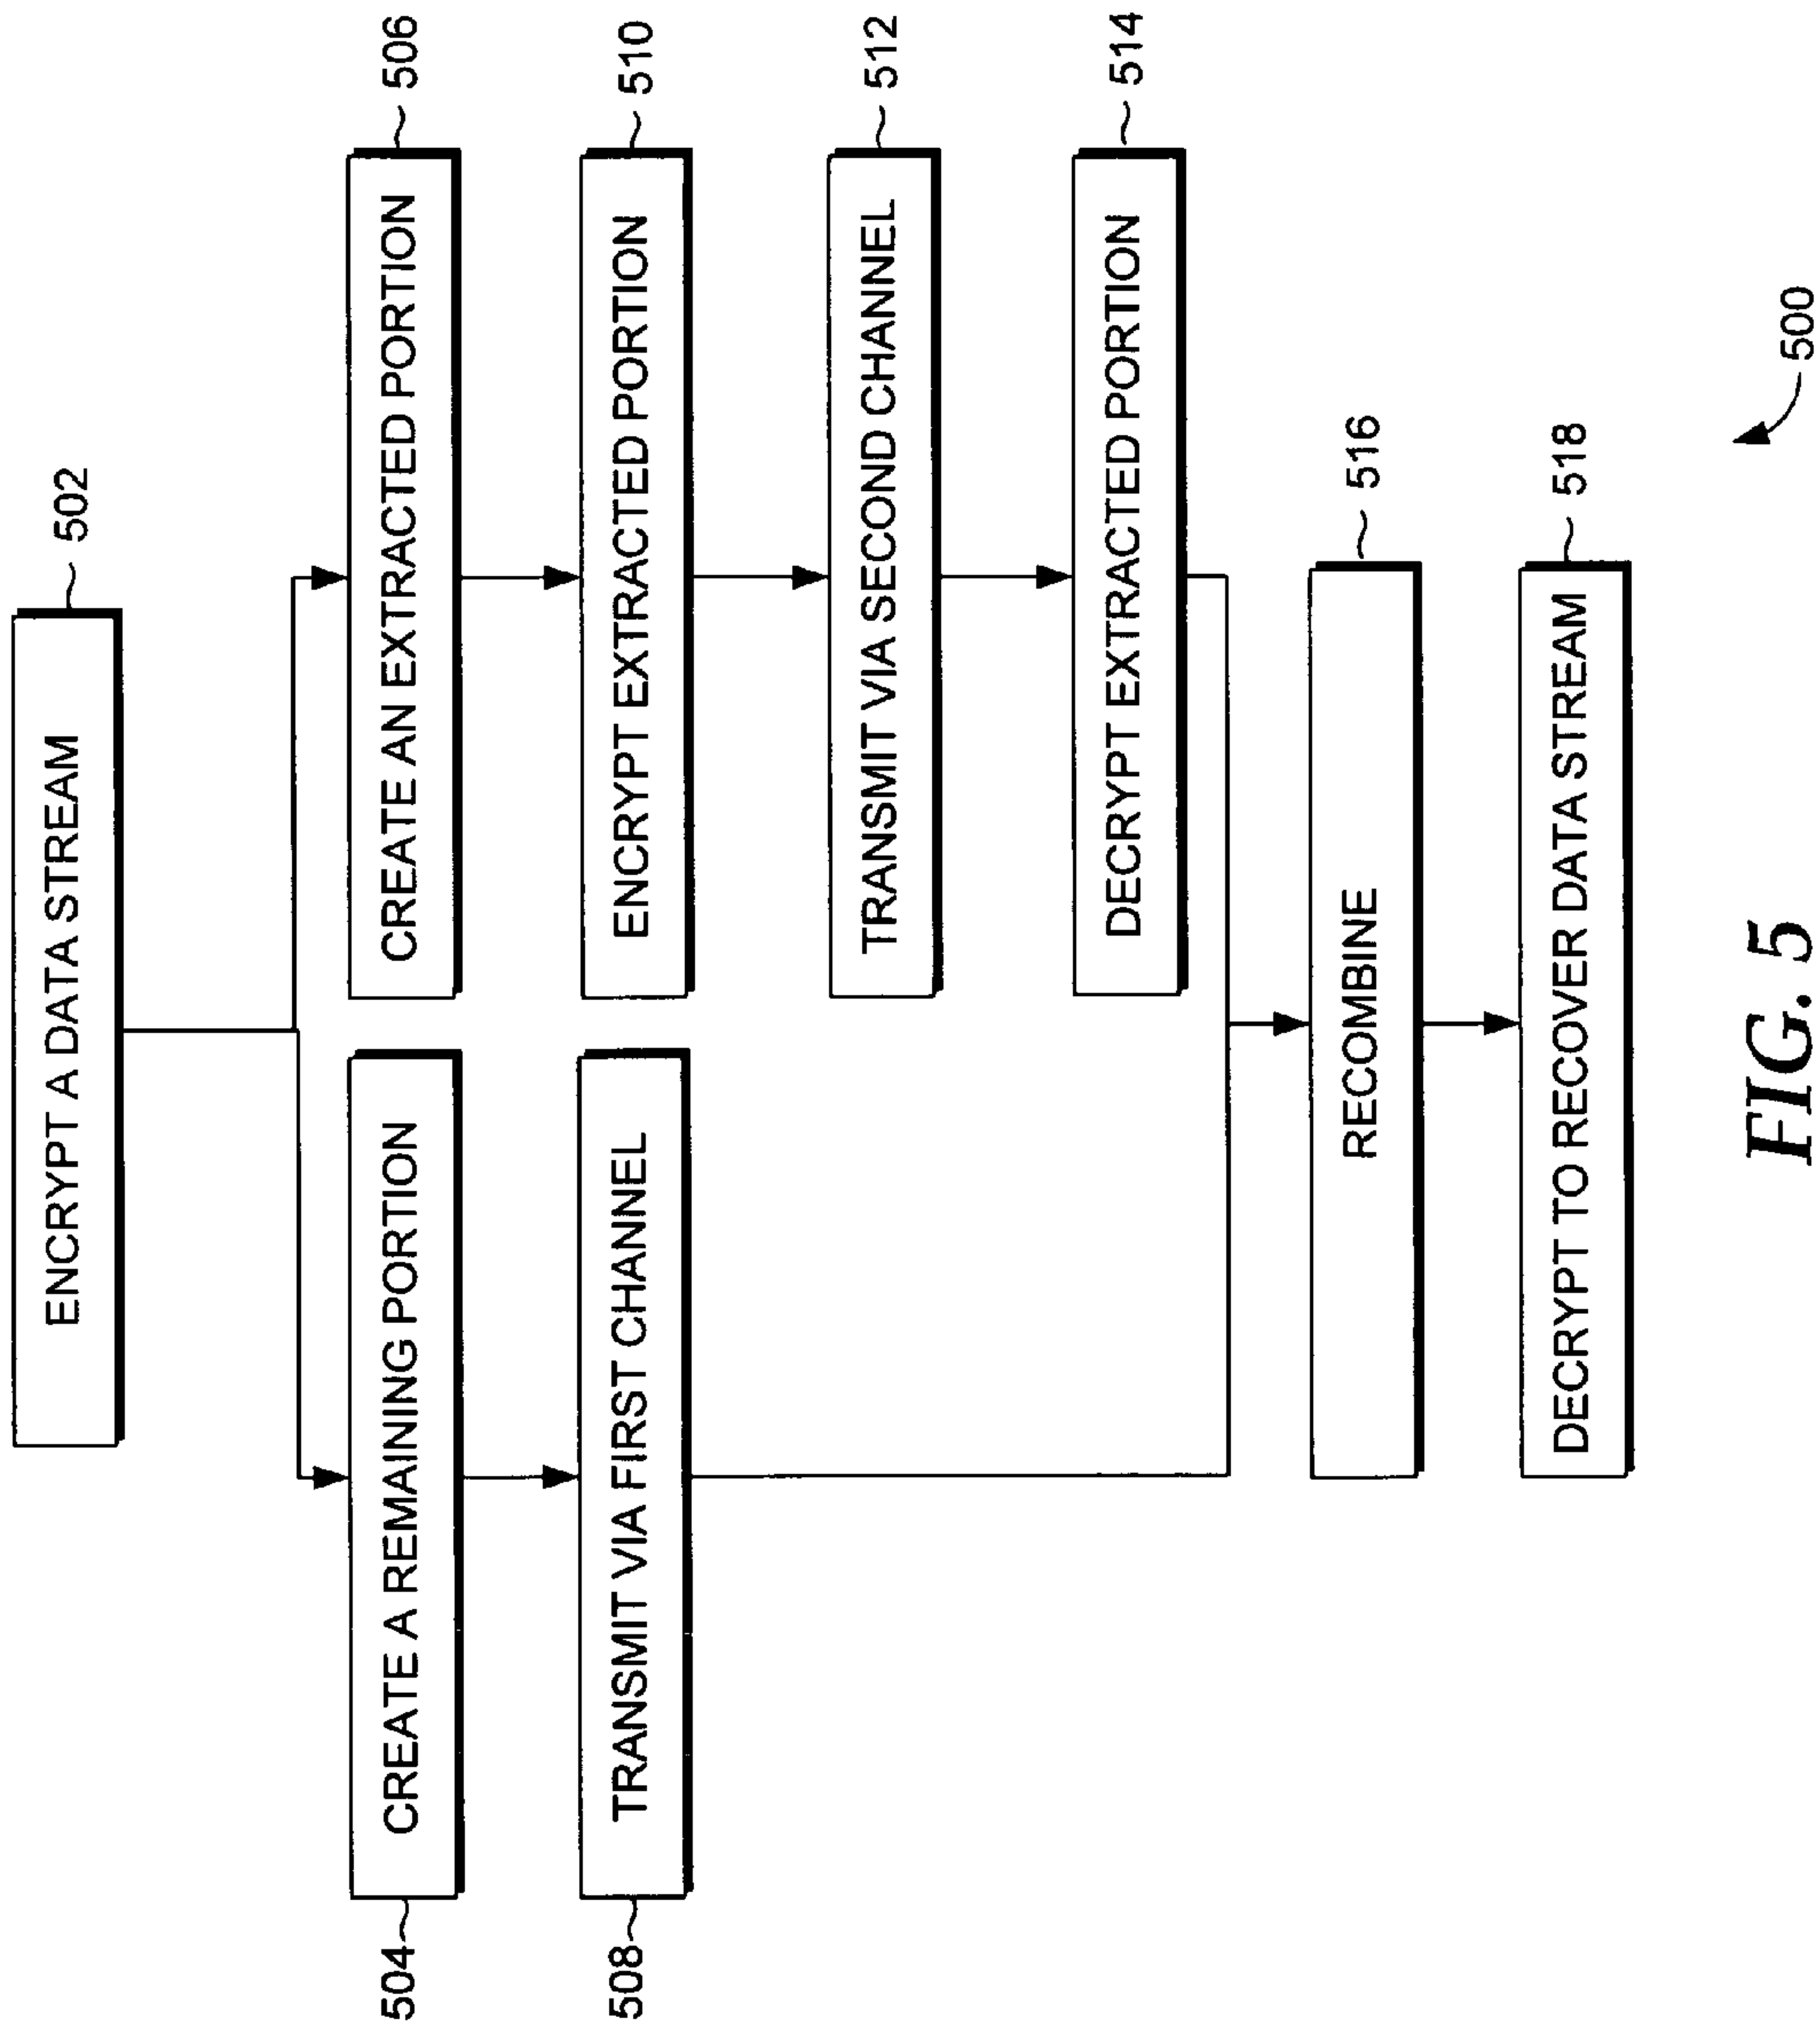 ENCRYPT A DATA STREAM
502
CREATE A REMAINING PORTION
504
CREATE AN EXTRACTED PORTION
506
TRANSMIT VIA FIRST CHANNEL
508
ENCRYPT EXTRACTED PORTION
510
TRANSMIT VIA SECOND CHANNEL
512
DECRYPT EXTRACTED PORTION
514
RECOMBINE
516
DECRYPT TO RECOVER DATA STREAM
518
500
FIG. 5